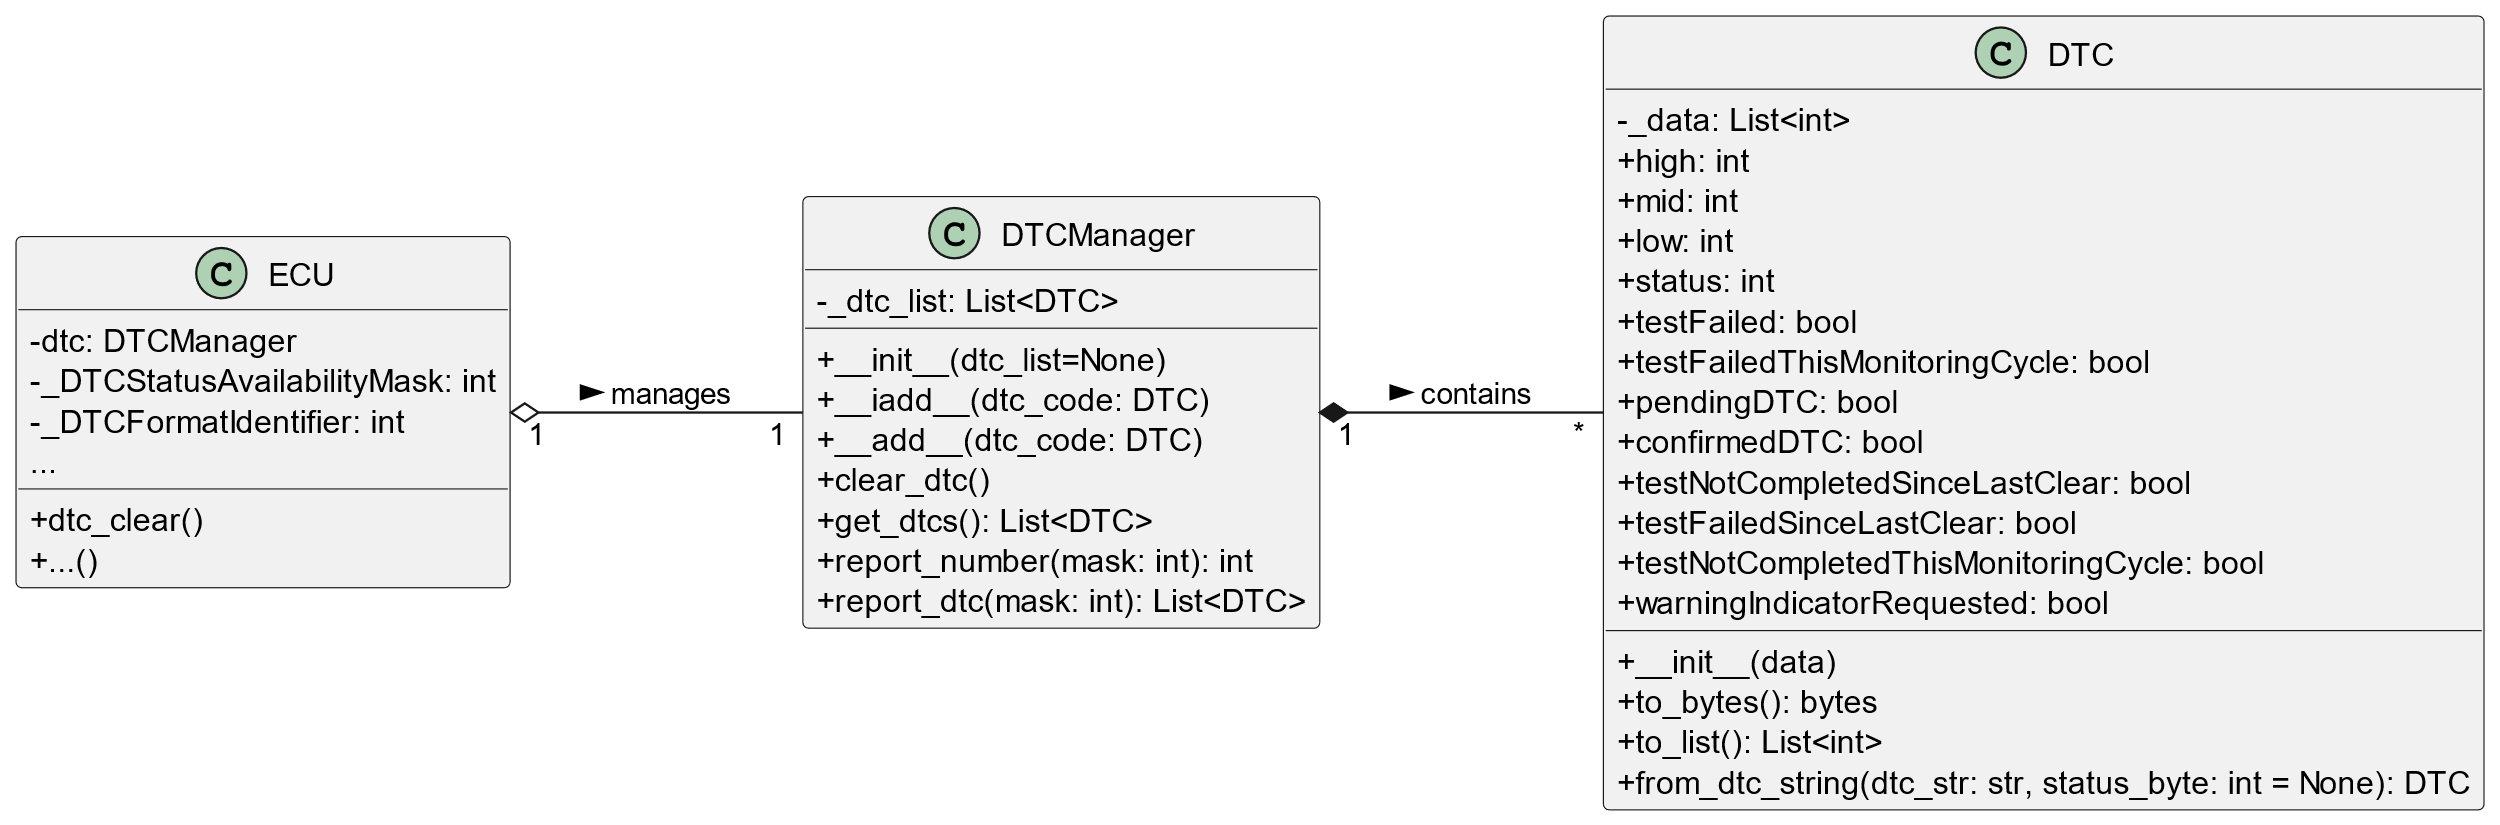 C ECU
-dtc: DTCManager
-_DTCStatusAvailabilityMask: int
-_DTCFormatIdentifier: int
...
+dtc_clear()
+...()
manages
1
1
C DTCManager
-_dtc_list: List<DTC>
+__init__(dtc_list=None)
+__iadd__(dtc_code: DTC)
+__add__(dtc_code: DTC)
+clear_dtc()
+get_dtcs(): List<DTC>
+report_number(mask: int): int
+report_dtc(mask: int): List<DTC>
contains
1
*
C DTC
-_data: List<int>
+high: int
+mid: int
+low: int
+status: int
+testFailed: bool
+testFailedThisMonitoringCycle: bool
+pendingDTC: bool
+confirmedDTC: bool
+testNotCompletedSinceLastClear: bool
+testFailedSinceLastClear: bool
+testNotCompletedThisMonitoringCycle: bool
+warningIndicatorRequested: bool
+__init__(data)
+to_bytes(): bytes
+to_list(): List<int>
+from_dtc_string(dtc_str: str, status_byte: int = None): DTC